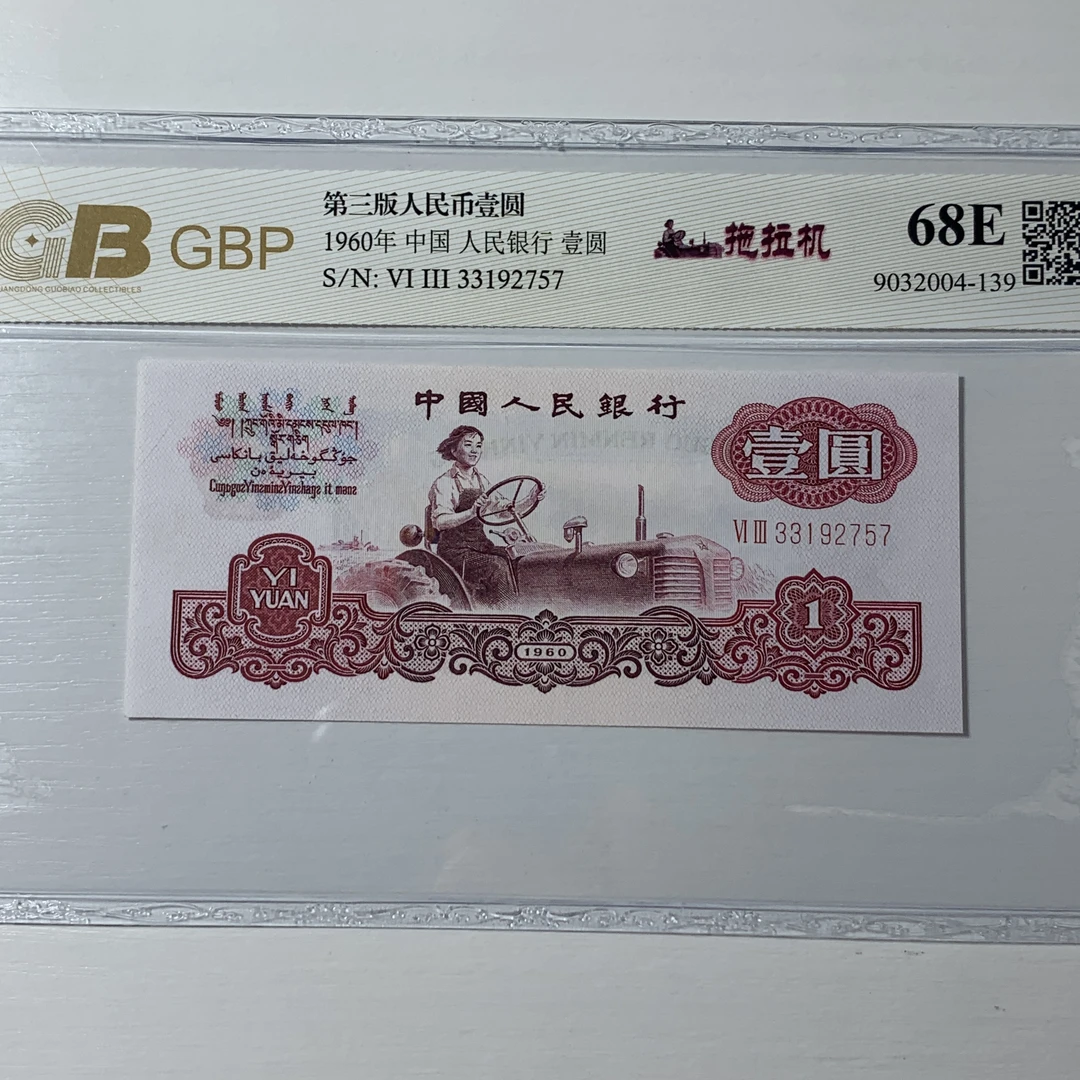 GB GBP
GUANGDONG GUOBIAO COLLECTIBLES
第三版人民币壹圆
1960年 中国 人民银行 壹圆
S/N: VI III 33192757
拖拉机
68E
9032004-139
中國人民銀行
壹圓
VI III 33192757
YI
YUAN
1960
1